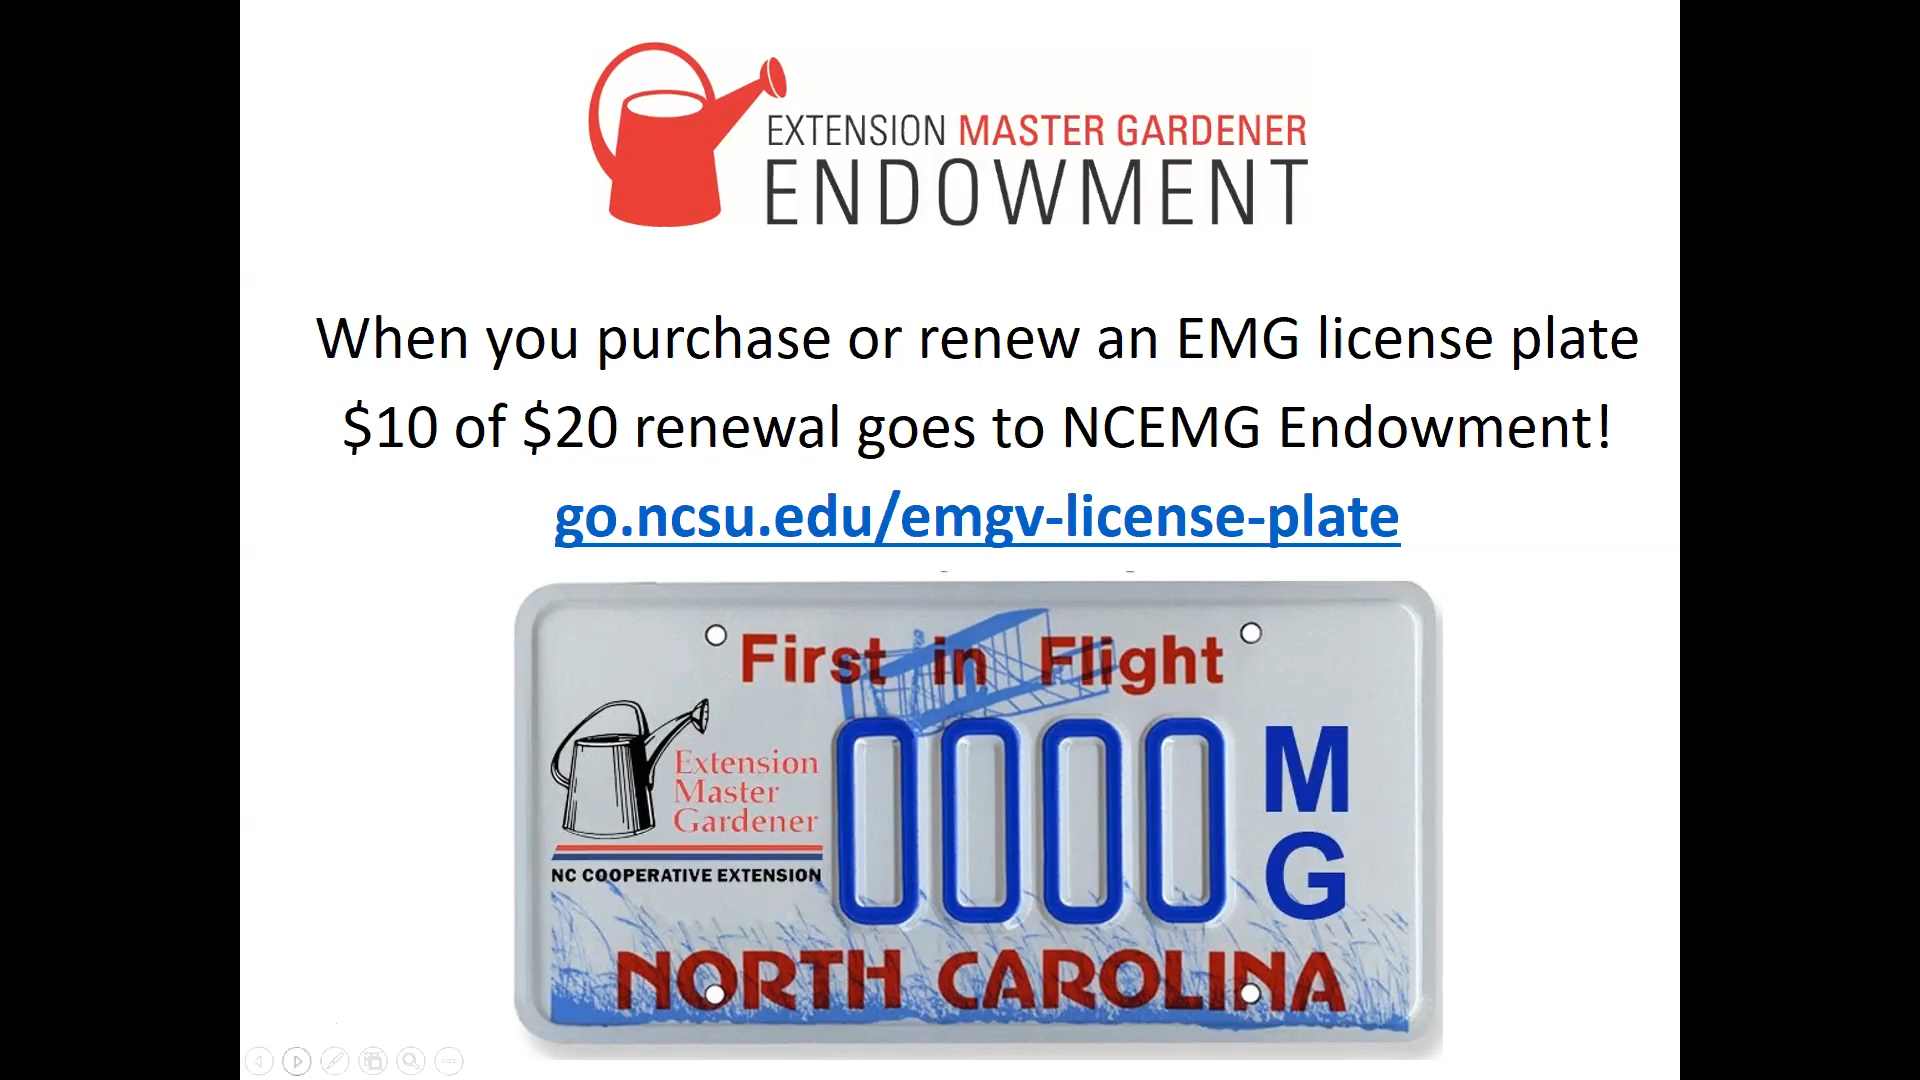 EXTENSION MASTER GARDENER
ENDOWMENT
When you purchase or renew an EMG license plate
$10 of $20 renewal goes to NCEMG Endowment!
go.ncsu.edu/emgv-license-plate
First in Flight
Extension
Master
Gardener
NC COOPERATIVE EXTENSION
0000
M
G
NORTH CAROLINA